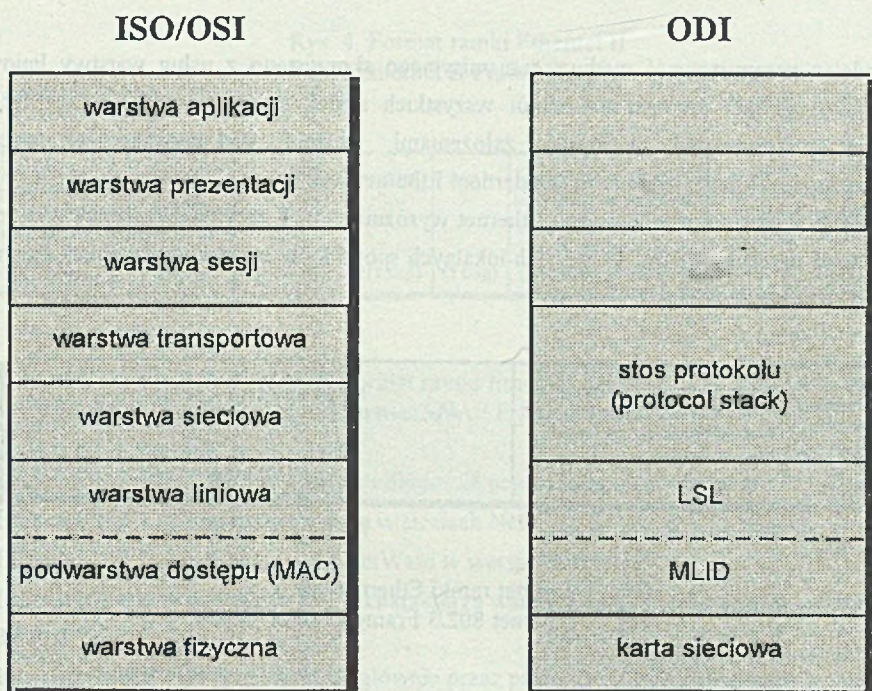 ISO/OSI
warstwa aplikacji
warstwa prezentacji
warstwa sesji
warstwa transportowa
warstwa sieciowa
warstwa liniowa
podwarstwa dostępu (MAC)
warstwa fizyczna
ODI
stos protokołu
(protocol stack)
LSL
MLID
karta sieciowa